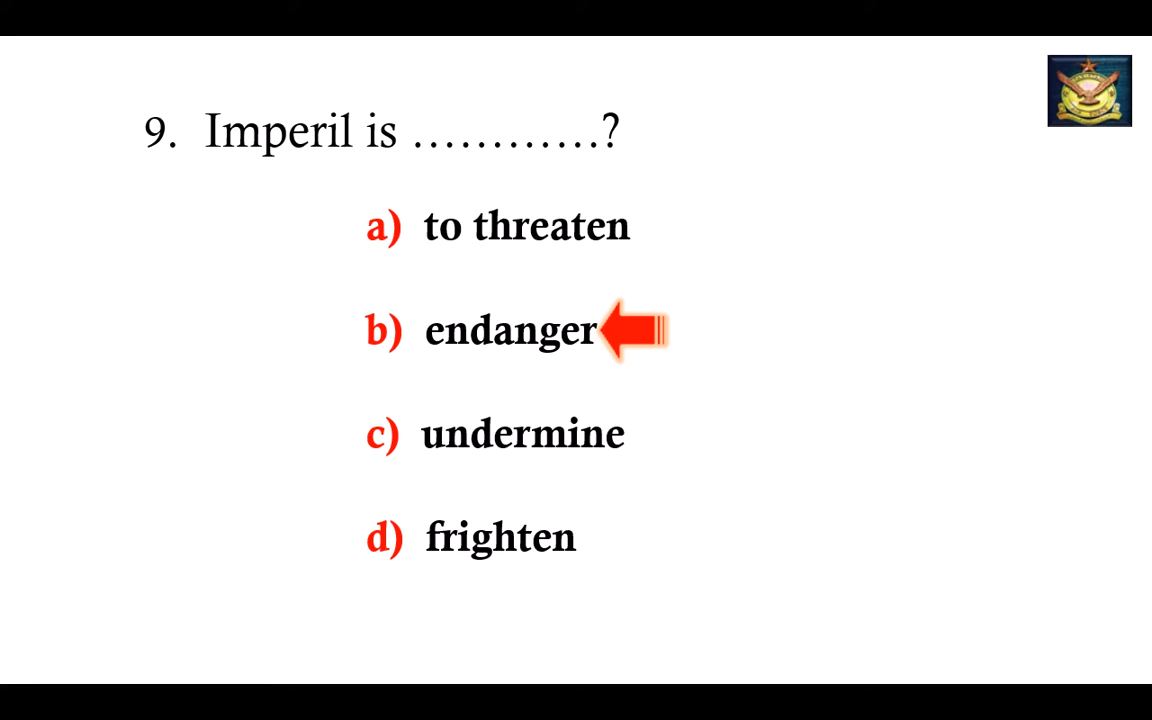 9. Imperil is .............?
a) to threaten
b) endanger
c) undermine
d) frighten